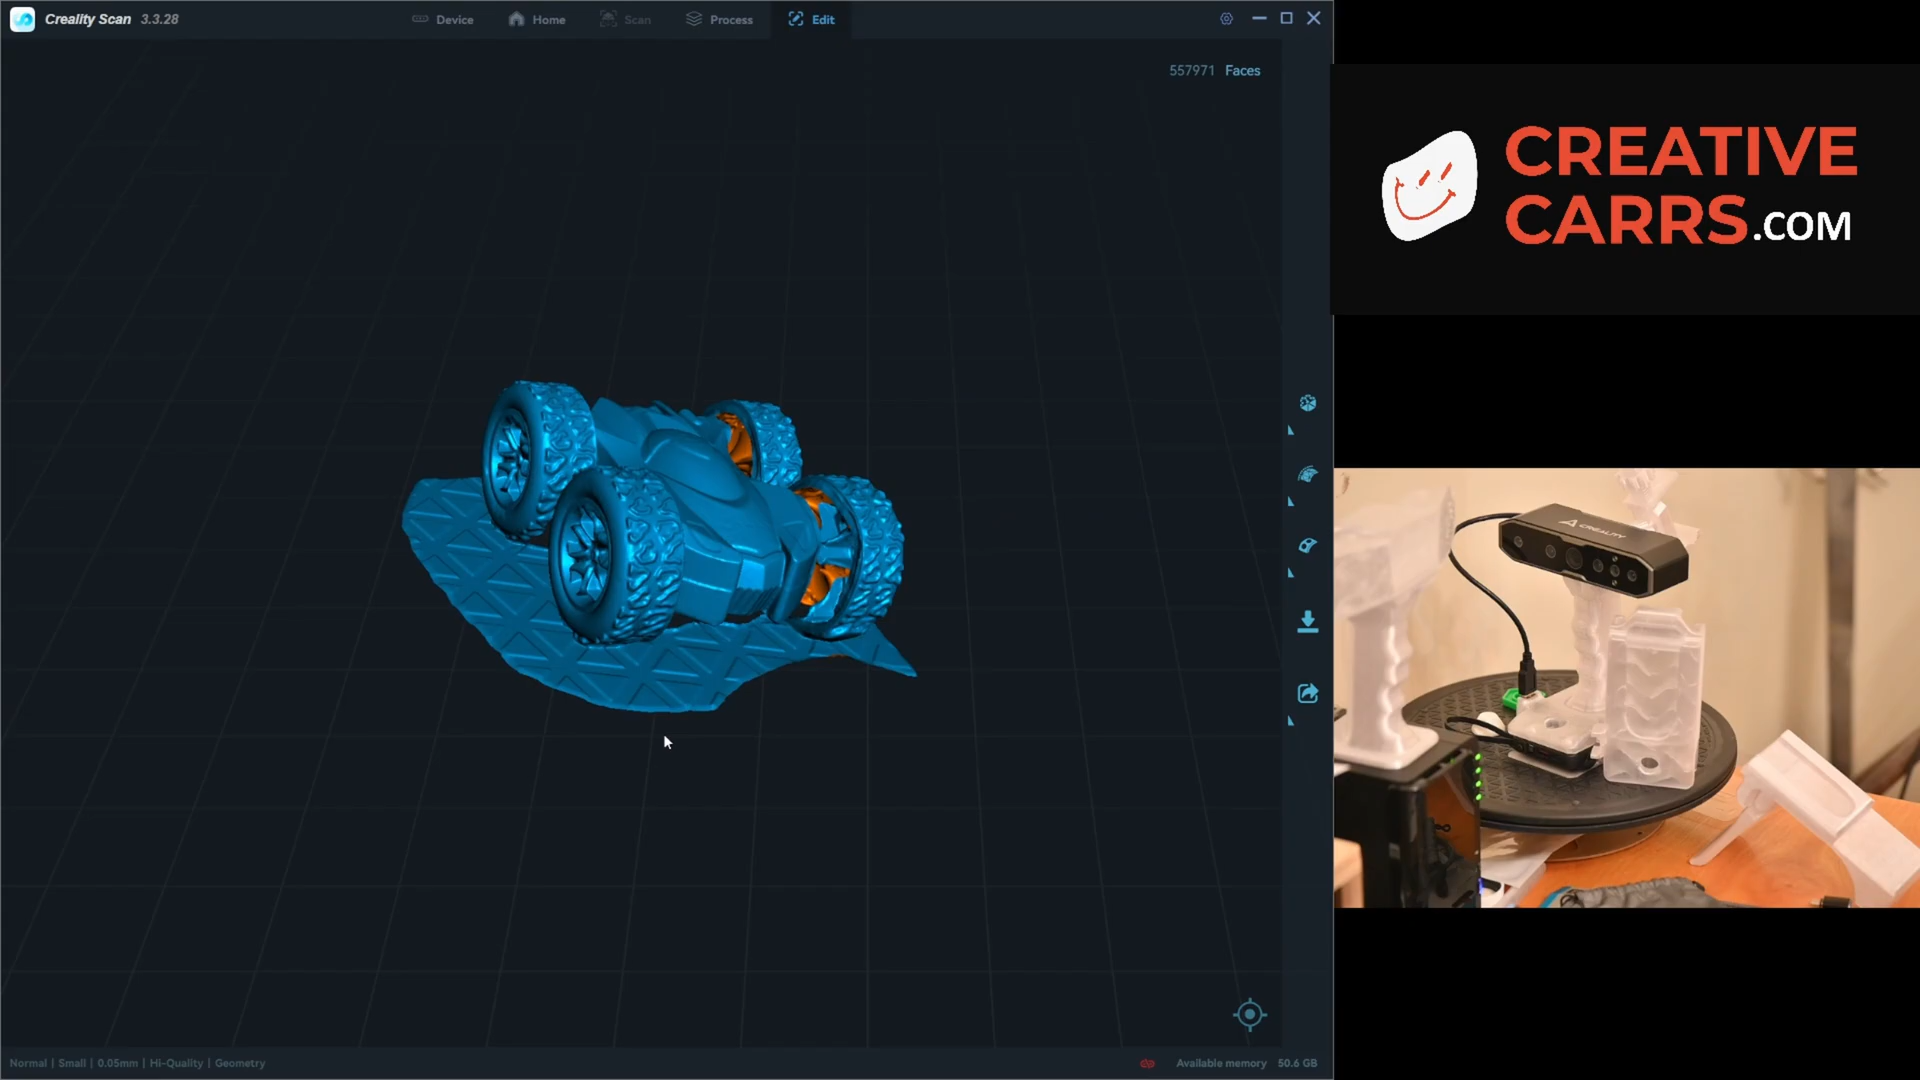 Creality Scan 3.3.28
Device
Home
Scan
Process
Edit
557971 Faces
CREATIVE
CARRS.COM
CREALITY
Normal | Small | 0.05mm | Hi-Quality | Geometry
Available memory 50.6 GB